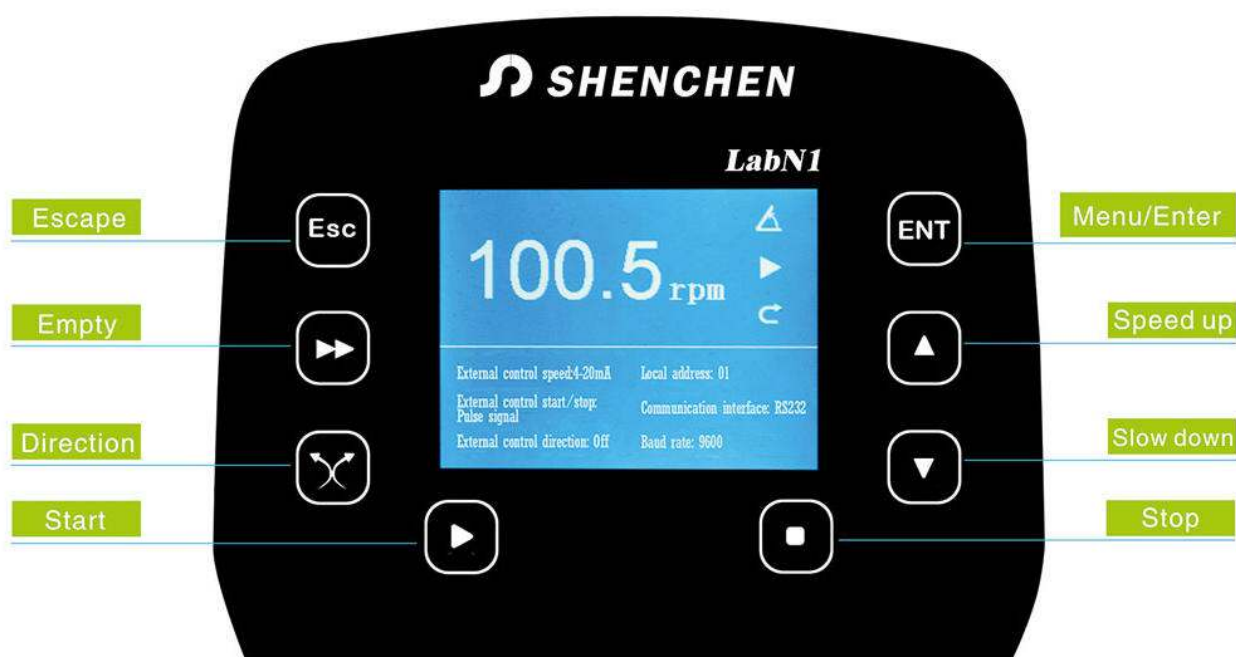 SHENCHEN
LabN1
Escape
Esc
100.5 rpm
ENT
Menu/Enter
Empty
Speed up
External control speed:4-20mA
Local address: 01
External control start/stop:
Pulse signal
Communication interface: RS232
External control direction: Off
Baud rate: 9600
Direction
Slow down
Start
Stop